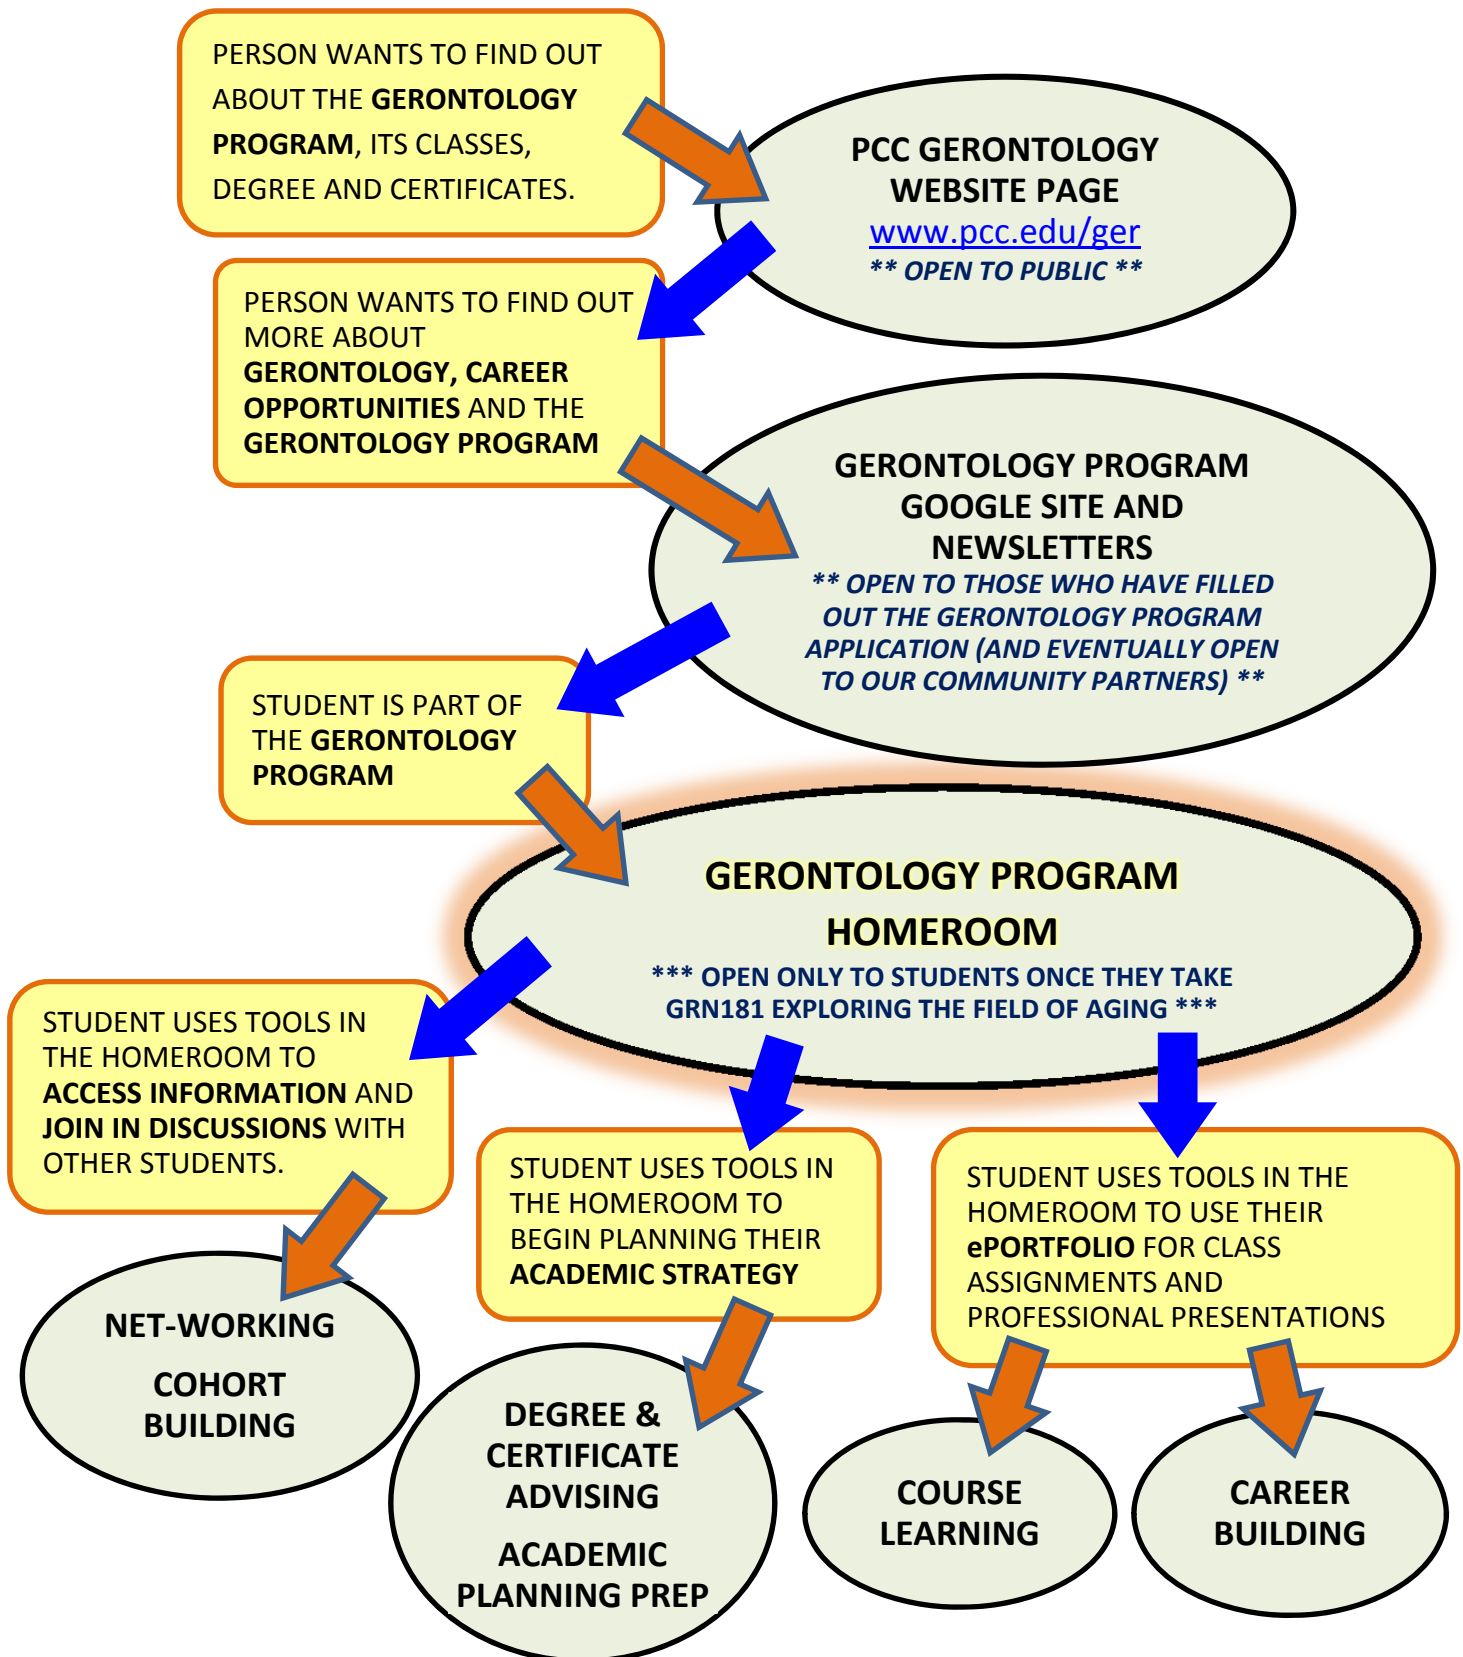 PERSON WANTS TO FIND OUT
ABOUT THE GERONTOLOGY
PROGRAM, ITS CLASSES,
DEGREE AND CERTIFICATES.
PCC GERONTOLOGY
WEBSITE PAGE
www.pcc.edu/ger
** OPEN TO PUBLIC **
PERSON WANTS TO FIND OUT
MORE ABOUT
GERONTOLOGY, CAREER
OPPORTUNITIES AND THE
GERONTOLOGY PROGRAM
GERONTOLOGY PROGRAM
GOOGLE SITE AND
NEWSLETTERS
** OPEN TO THOSE WHO HAVE FILLED
OUT THE GERONTOLOGY PROGRAM
APPLICATION (AND EVENTUALLY OPEN
TO OUR COMMUNITY PARTNERS) **
STUDENT IS PART OF
THE GERONTOLOGY
PROGRAM
GERONTOLOGY PROGRAM
HOMEROOM
*** OPEN ONLY TO STUDENTS ONCE THEY TAKE
GRN181 EXPLORING THE FIELD OF AGING ***
STUDENT USES TOOLS IN
THE HOMEROOM TO
ACCESS INFORMATION AND
JOIN IN DISCUSSIONS WITH
OTHER STUDENTS.
STUDENT USES TOOLS IN
THE HOMEROOM TO
BEGIN PLANNING THEIR
ACADEMIC STRATEGY
STUDENT USES TOOLS IN THE
HOMEROOM TO USE THEIR
ePORTFOLIO FOR CLASS
ASSIGNMENTS AND
PROFESSIONAL PRESENTATIONS
NET-WORKING
COHORT
BUILDING
DEGREE &
CERTIFICATE
ADVISING
ACADEMIC
PLANNING PREP
COURSE
LEARNING
CAREER
BUILDING